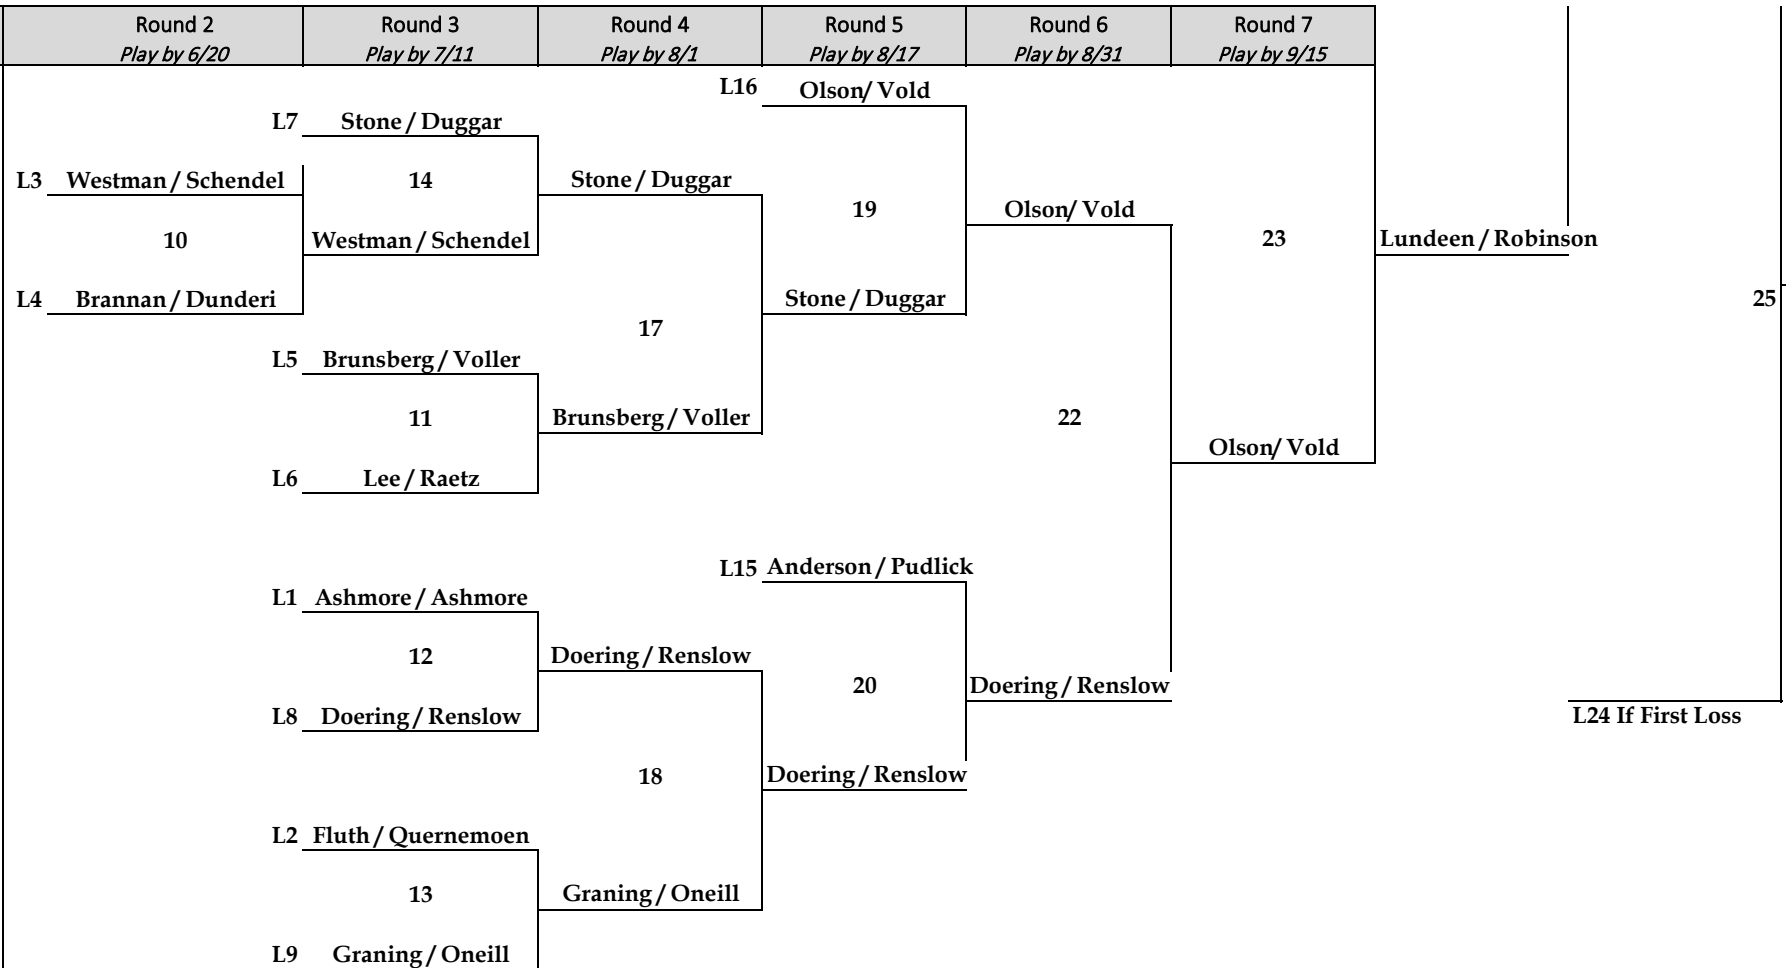 Round 2 Round 3 Round 4 Round 5 Round 6 Round 7
Play by 6/20 Play by 7/11 Play by 8/1 Play by 8/17 Play by 8/31 Play by 9/15
L16 Olson/ Vold
L7 Stone / Duggar
L3 Westman / Schendel 14 Stone / Duggar
19 Olson/ Vold
10 Westman / Schendel 23 Lundeen / Robinson
L4 Brannan / Dunderi Stone / Duggar 25
17
L5 Brunsberg / Voller
11 Brunsberg / Voller 22
Olson/ Vold
L6 Lee / Raetz
L15 Anderson / Pudlick
L1 Ashmore / Ashmore
12 Doering / Renslow
20 Doering / Renslow
L8 Doering / Renslow L24 If First Loss
18 Doering / Renslow
L2 Fluth / Quernemoen
13 Graning / Oneill
L9 Graning / Oneill